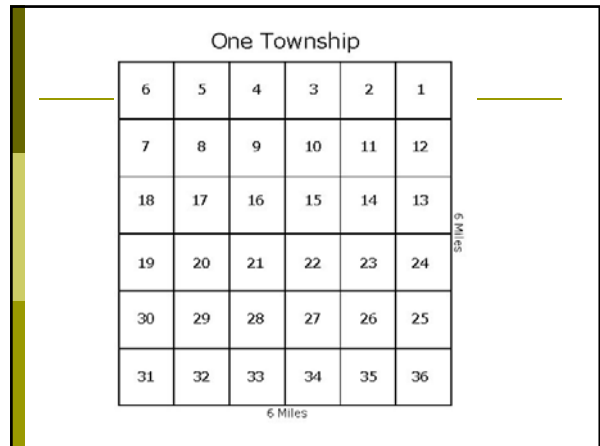 One Township
6 5 4 3 2 1
7 8 9 10 11 12
18 17 16 15 14 13
6 Miles
19 20 21 22 23 24
30 29 28 27 26 25
31 32 33 34 35 36
6 Miles